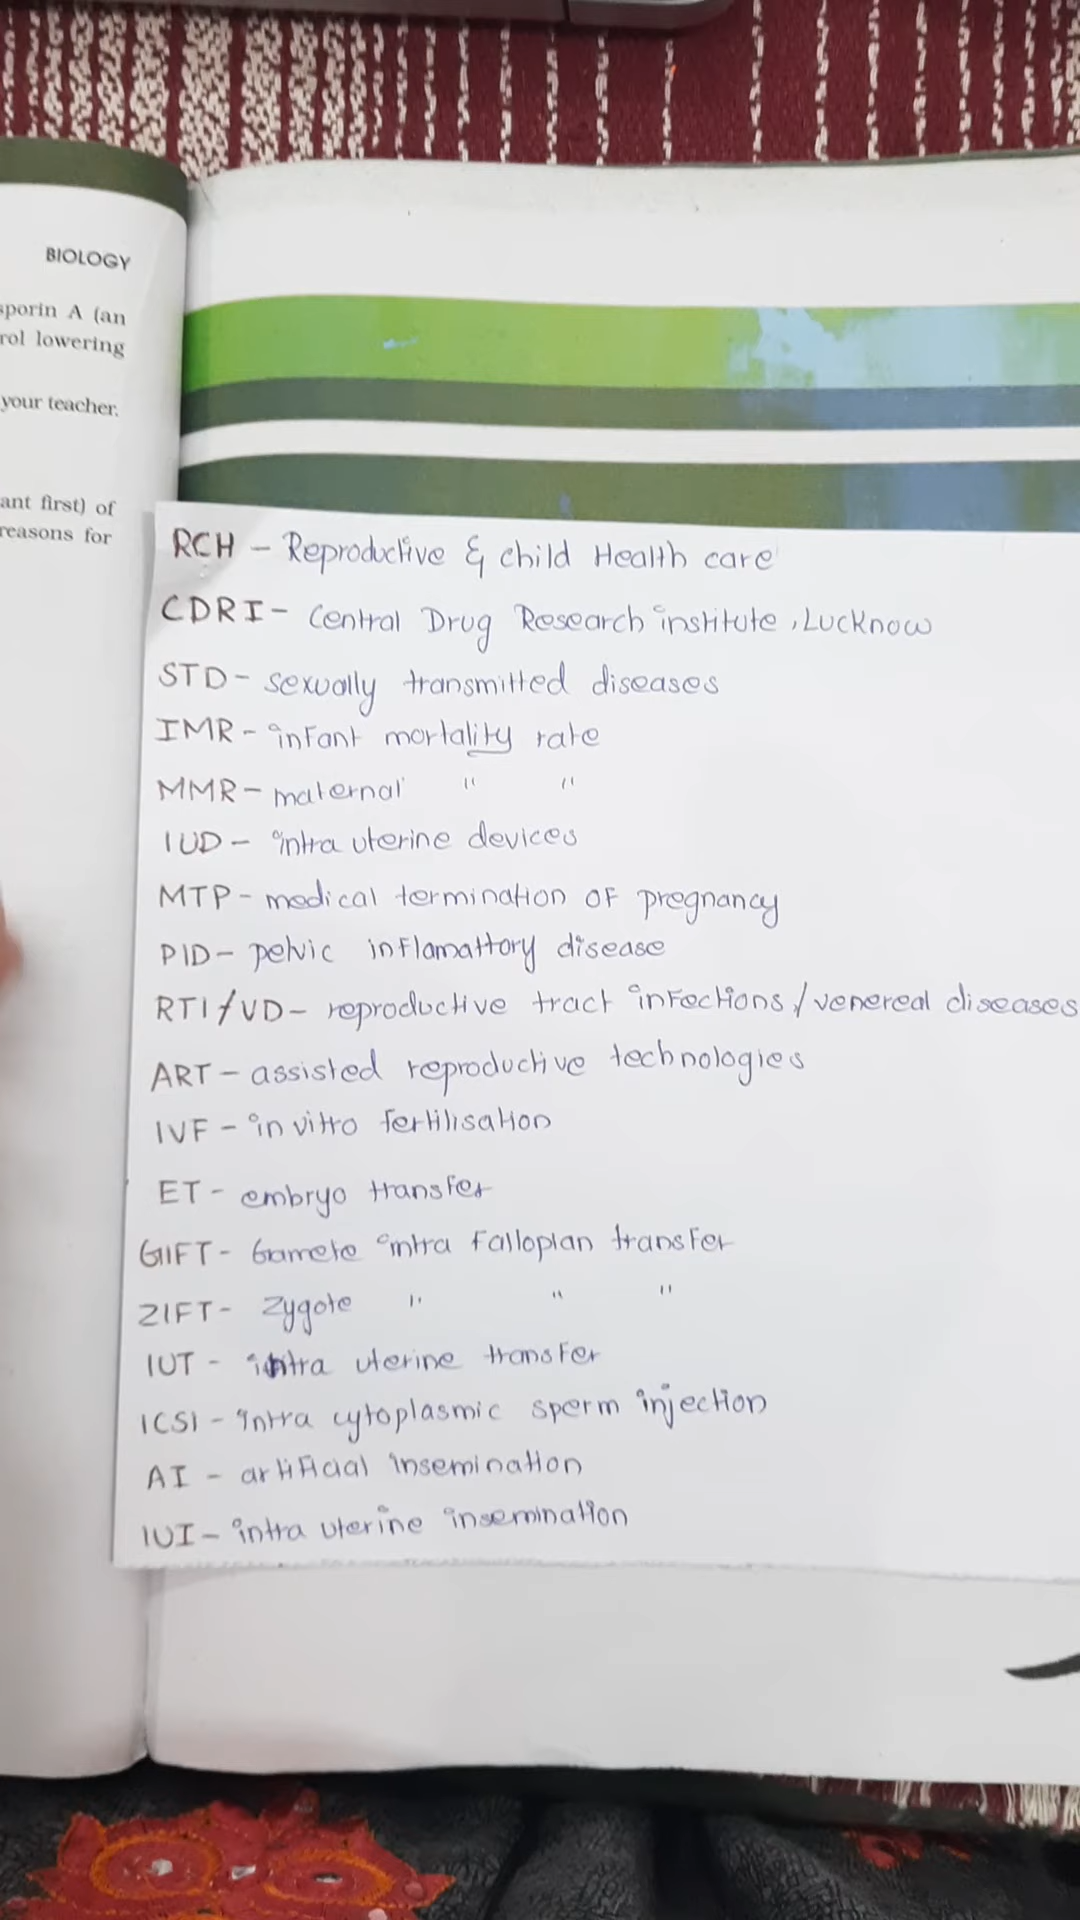 BIOLOGY
sporin A (an
rol lowering
your teacher.
ant first) of
reasons for
RCH - Reproductive & child Health care
CDRI - Central Drug Research institute, Lucknow
STD - sexually transmitted diseases
IMR - infant mortality rate
MMR - maternal " "
IUD - intra uterine devices
MTP - medical termination of pregnancy
PID - pelvic inflamattory disease
RTI/VD - reproductive tract infections/venereal diseases
ART - assisted reproductive technologies
IVF - in vitro fertilisation
ET - embryo transfer
GIFT - Gamete intra fallopian transfer
ZIFT - Zygote " " "
IUT - intra uterine transfer
ICSI - intra cytoplasmic sperm injection
AI - artificial insemination
IUI - intra uterine insemination